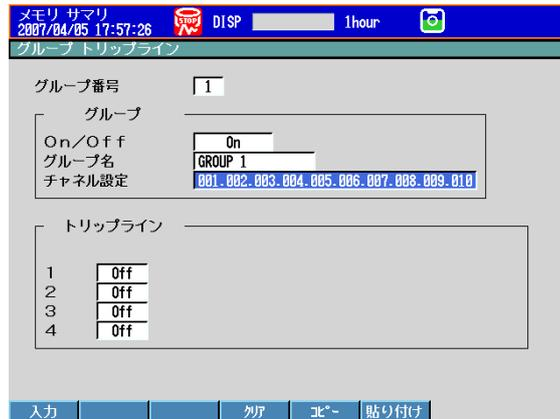 メモリ サマリ
2007/04/05 17:57:26 STOP DISP 1hour
グループ トリップライン
グループ番号 1
グループ
On/Off On
グループ名 GROUP 1
チャネル設定 001.002.003.004.005.006.007.008.009.010
トリップライン
1 Off
2 Off
3 Off
4 Off
入力 クリア コピー 貼り付け